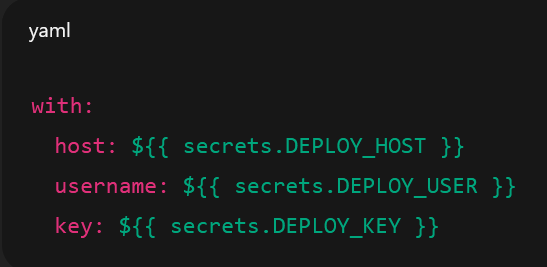 yaml
with:
host: ${{ secrets.DEPLOY_HOST }}
username: ${{ secrets.DEPLOY_USER }}
key: ${{ secrets.DEPLOY_KEY }}